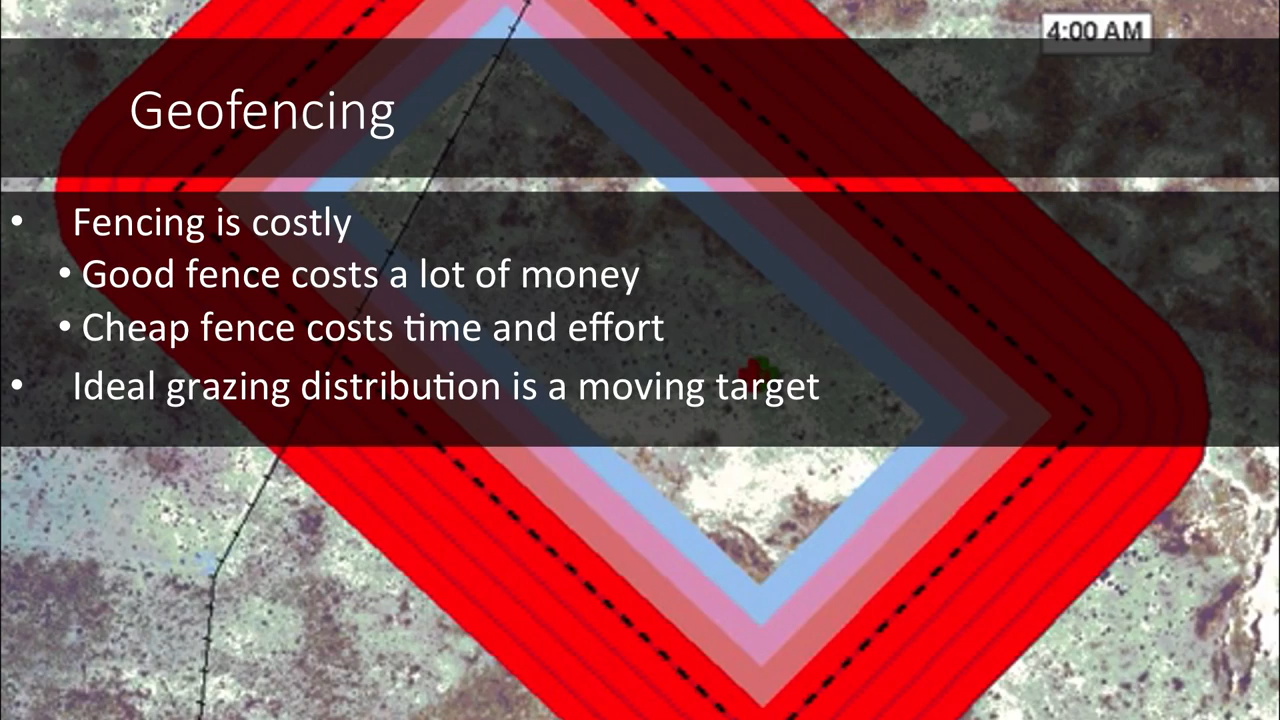 4:00 AM
Geofencing
• Fencing is costly
• Good fence costs a lot of money
• Cheap fence costs time and effort
• Ideal grazing distribution is a moving target